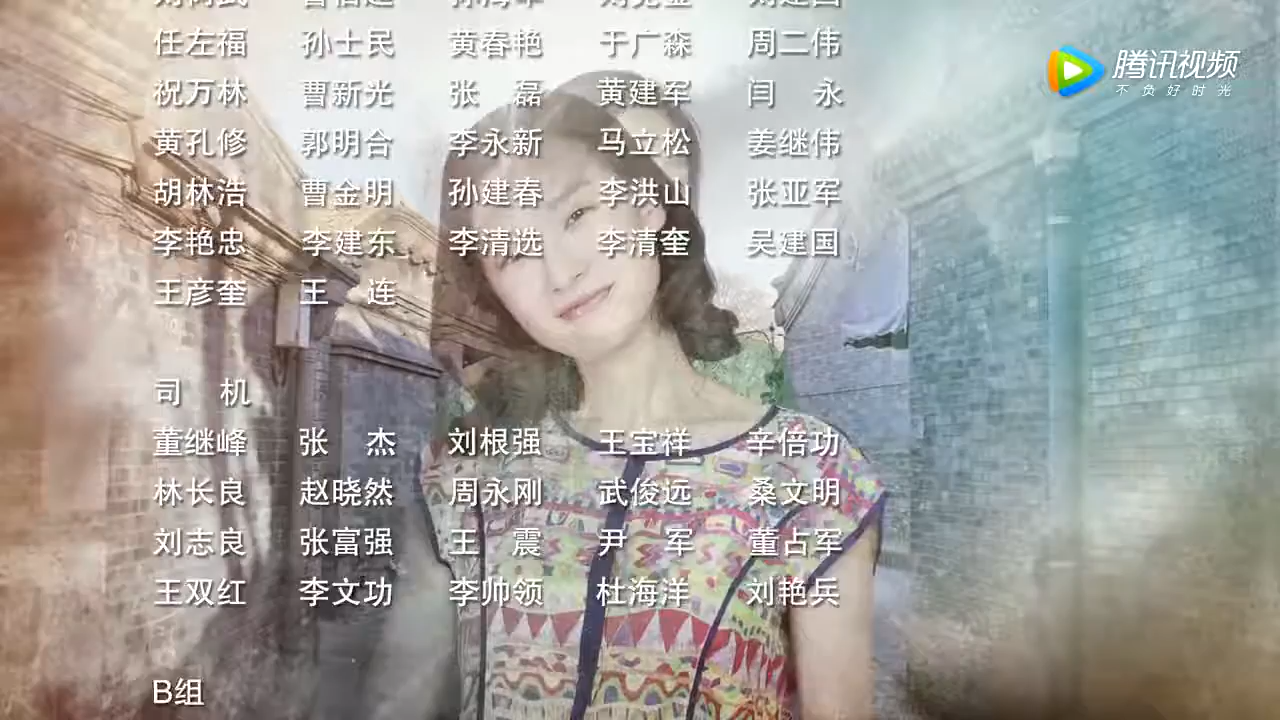 任左福 孙士民 黄春艳 于广森 周二伟
祝万林 曹新光 张 磊 黄建军 闫 永
黄孔修 郭明合 李永新 马立松 姜继伟
胡林浩 曹金明 孙建春 李洪山 张亚军
李艳忠 李建东 李清选 李清奎 吴建国
王彦奎 王 连
司 机
董继峰 张 杰 刘根强 王宝祥 辛倍功
林长良 赵晓然 周永刚 武俊远 桑文明
刘志良 张富强 王 震 尹 军 董占军
王双红 李文功 李帅领 杜海洋 刘艳兵
B组
腾讯视频
不负好时光